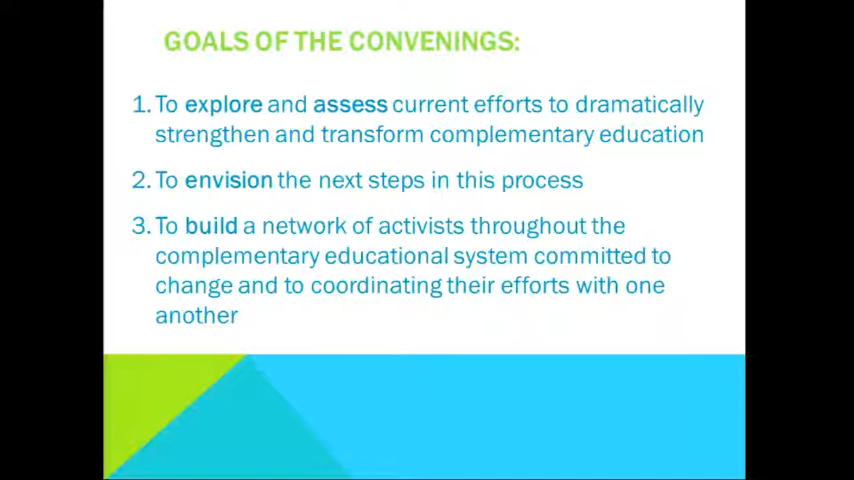 GOALS OF THE CONVENINGS:
1. To explore and assess current efforts to dramatically
strengthen and transform complementary education
2. To envision the next steps in this process
3. To build a network of activists throughout the
complementary educational system committed to
change and to coordinating their efforts with one
another